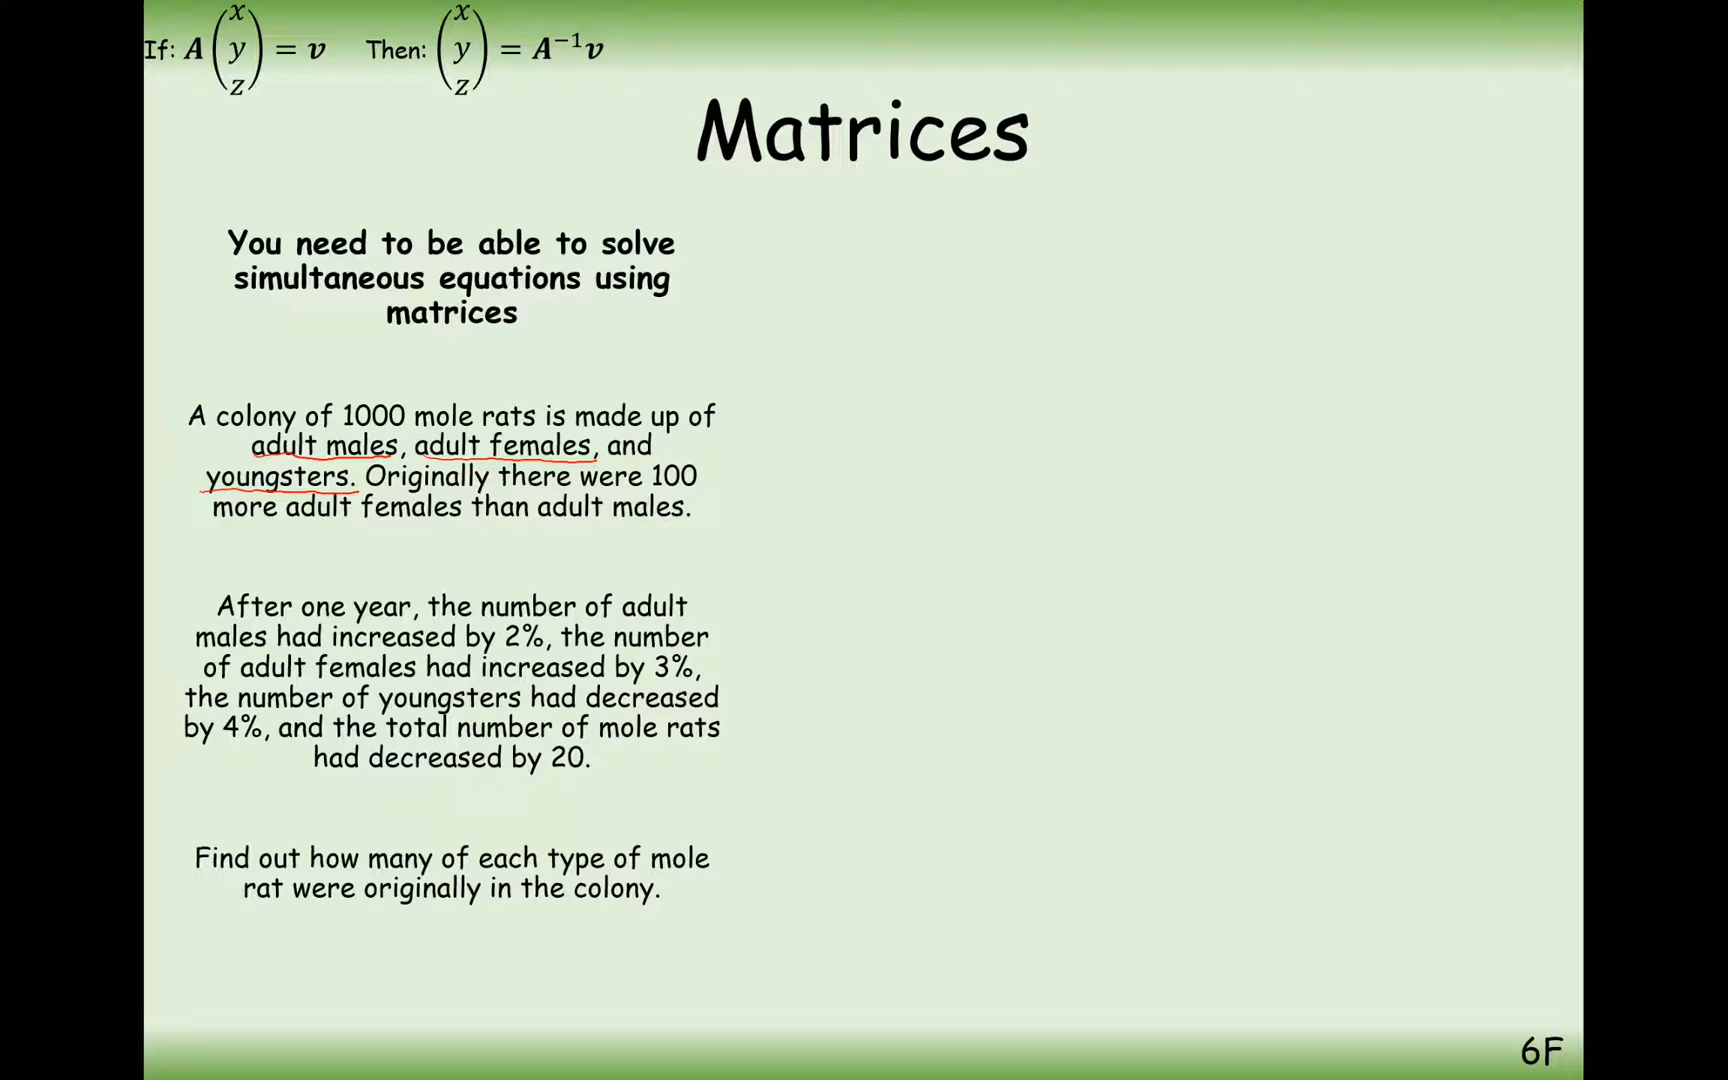 If: A(x y z) = v Then: (x y z) = A⁻¹v
Matrices
You need to be able to solve
simultaneous equations using
matrices
A colony of 1000 mole rats is made up of
adult males, adult females, and
youngsters. Originally there were 100
more adult females than adult males.
After one year, the number of adult
males had increased by 2%, the number
of adult females had increased by 3%,
the number of youngsters had decreased
by 4%, and the total number of mole rats
had decreased by 20.
Find out how many of each type of mole
rat were originally in the colony.
6F